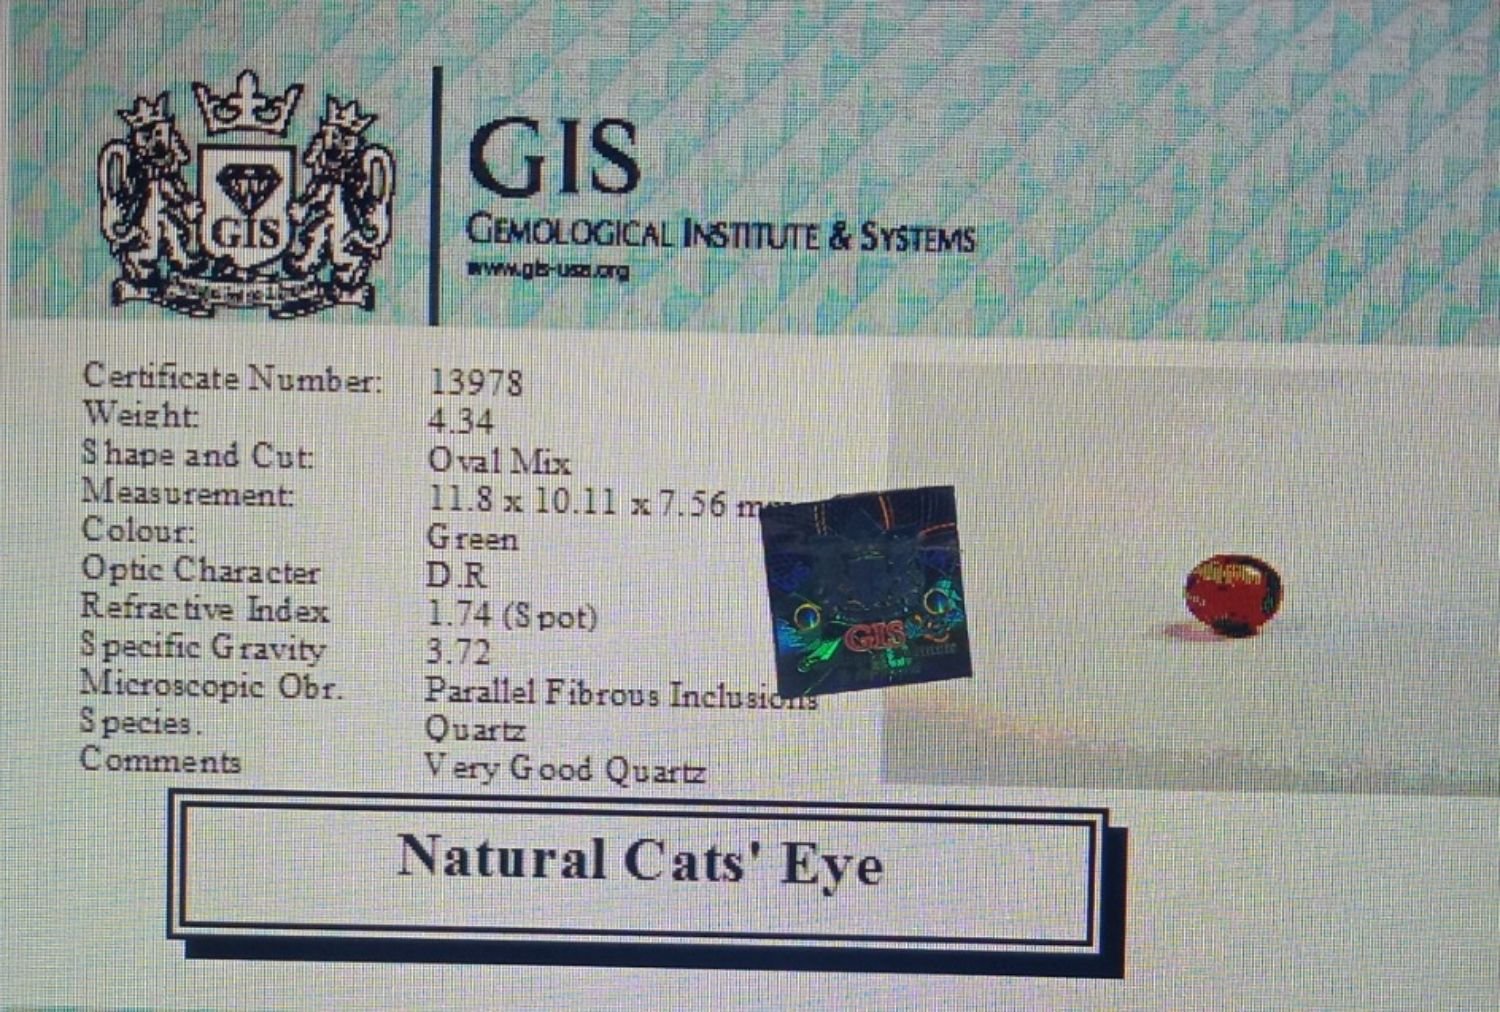 GIS
GIS
GEMOLOGICAL INSTITUTE & SYSTEMS
www.gis-usa.org
Certificate Number: 13978
Weight: 4.34
Shape and Cut: Oval Mix
Measurement: 11.8 x 10.11 x 7.56
Colour: Green
Optic Character D.R
Refractive Index 1.74 (Spot)
Specific Gravity 3.72
Microscopic Obr. Parallel Fibrous Inclusions
Species. Quartz
Comments Very Good Quartz
GIS
Natural Cats' Eye